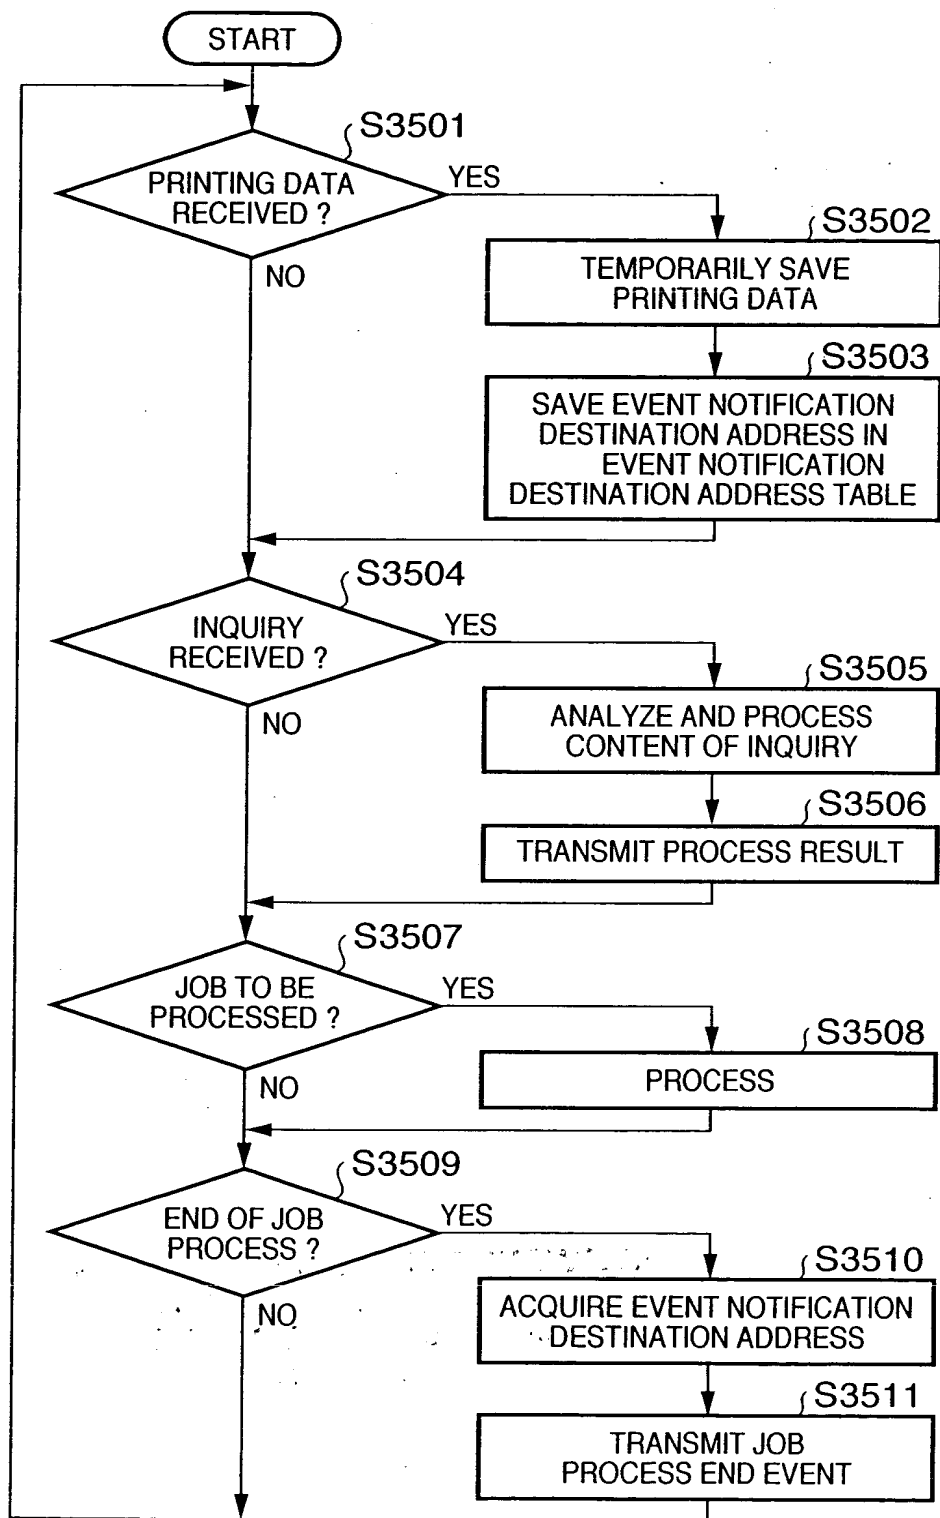 START
S3501
PRINTING DATA
RECEIVED ?
YES
NO
S3502
TEMPORARILY SAVE
PRINTING DATA
S3503
SAVE EVENT NOTIFICATION
DESTINATION ADDRESS IN
EVENT NOTIFICATION
DESTINATION ADDRESS TABLE
S3504
INQUIRY
RECEIVED ?
YES
NO
S3505
ANALYZE AND PROCESS
CONTENT OF INQUIRY
S3506
TRANSMIT PROCESS RESULT
S3507
JOB TO BE
PROCESSED ?
YES
NO
S3508
PROCESS
S3509
END OF JOB
PROCESS ?
YES
NO
S3510
ACQUIRE EVENT NOTIFICATION
DESTINATION ADDRESS
S3511
TRANSMIT JOB
PROCESS END EVENT